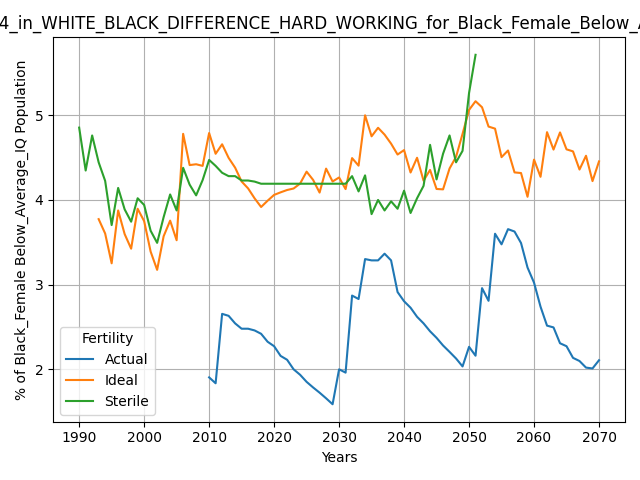 4_in_WHITE_BLACK_DIFFERENCE_HARD_WORKING_for_Black_Female_Below_A
% of Black_Female Below_Average_IQ Population
5
4
3
2
Fertility
Actual
Ideal
Sterile
1990 2000 2010 2020 2030 2040 2050 2060 2070
Years